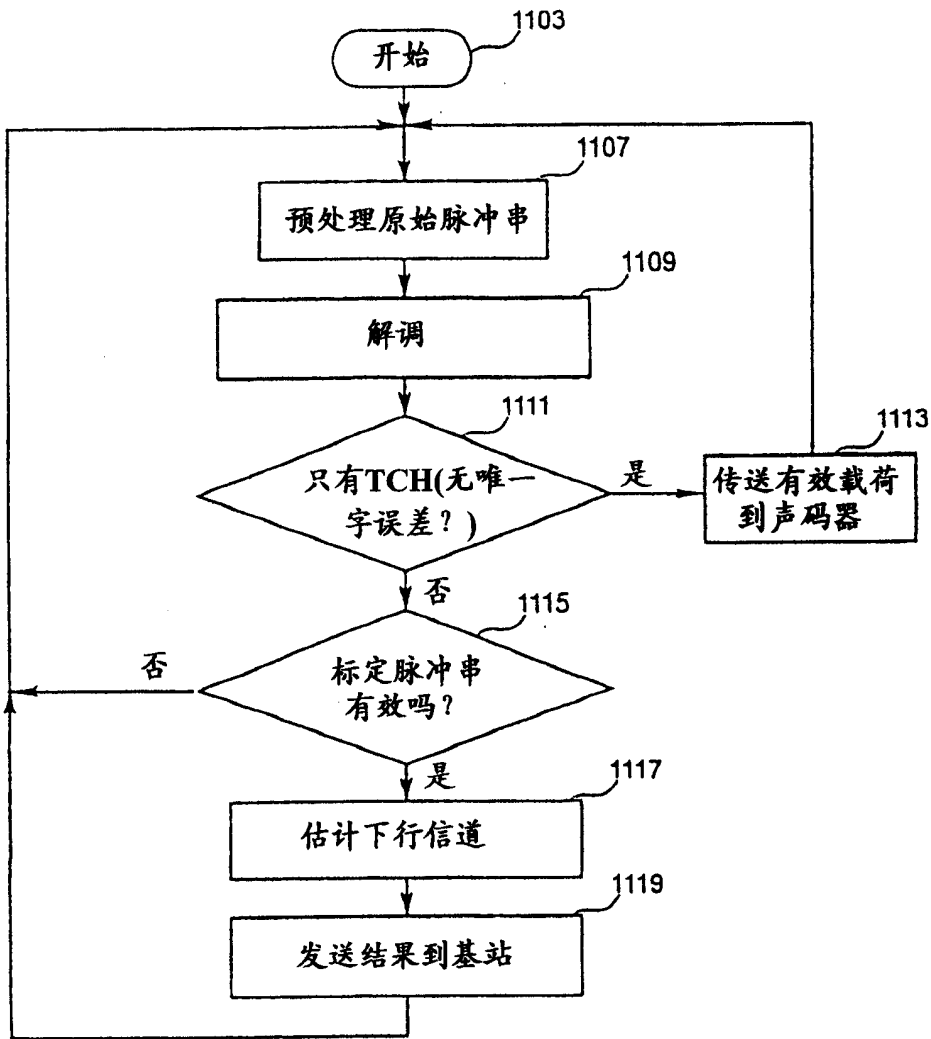 1103
开始
1107
预处理原始脉冲串
1109
解调
1111
只有TCH(无唯一
字误差？)
是
1113
传送有效载荷
到声码器
否
1115
标定脉冲串
有效吗？
否
是
1117
估计下行信道
1119
发送结果到基站